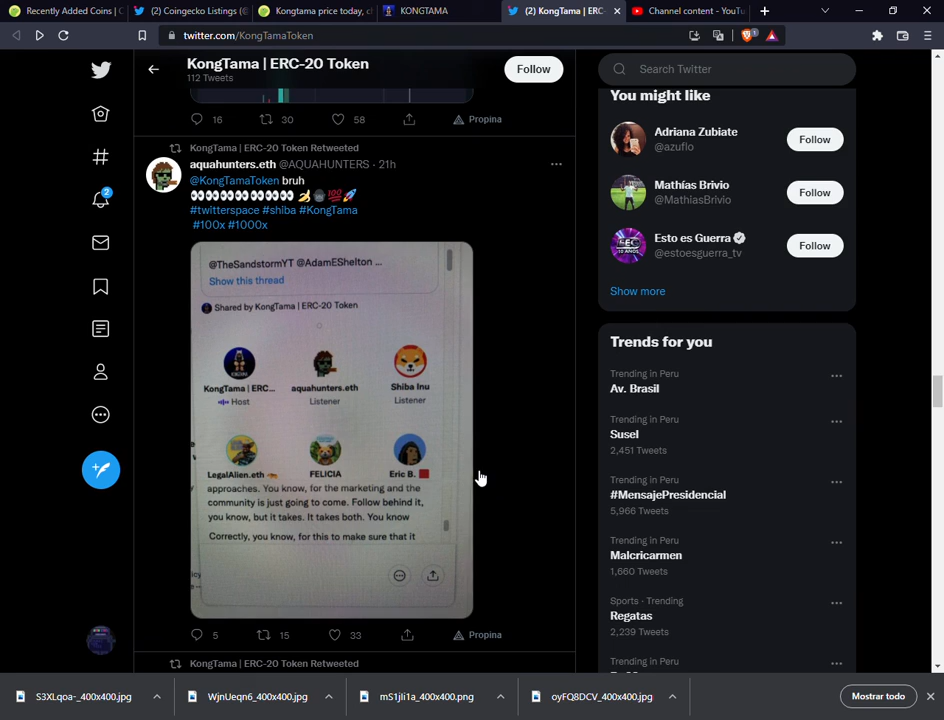 Recently Added Coins | C
(2) Coingecko Listings (@
Kongtama price today, c
KONGTAMA
(2) KongTama | ERC-
Channel content - YouTu
twitter.com/KongTamaToken
1
KongTama | ERC-20 Token
112 Tweets
Follow
Search Twitter
16 30 58 Propina
KongTama | ERC-20 Token Retweeted
aquahunters.eth @AQUAHUNTERS · 21h
@KongTamaToken bruh
👀👀👀👀👀👀👀👀👀👀 🍌🦍💯🚀
#twitterspace #shiba #KongTama
#100x #1000x
@TheSandstormYT @AdamEShelton ...
Show this thread
Shared by KongTama | ERC-20 Token
KongTama | ERC... aquahunters.eth Shiba Inu
Host Listener Listener
LegalAlien.eth FELICIA Eric B.
approaches. You know, for the marketing and the
community is just going to come. Follow behind it,
you know, but it takes. It takes both. You know
Correctly, you know, for this to make sure that it
5 15 33 Propina
KongTama | ERC-20 Token Retweeted
2
You might like
Adriana Zubiate
@azuflo
Follow
Mathías Brivio
@MathiasBrivio
Follow
Esto es Guerra
@estoesguerra_tv
Follow
Show more
Trends for you
Trending in Peru
Av. Brasil
Trending in Peru
Susel
2,451 Tweets
Trending in Peru
#MensajePresidencial
5,966 Tweets
Trending in Peru
Malcricarmen
1,660 Tweets
Sports · Trending
Regatas
2,239 Tweets
Trending in Peru
S3XLqoa-_400x400.jpg
WjnUeqn6_400x400.jpg
mS1jIi1a_400x400.png
oyFQ8DCV_400x400.jpg
Mostrar todo